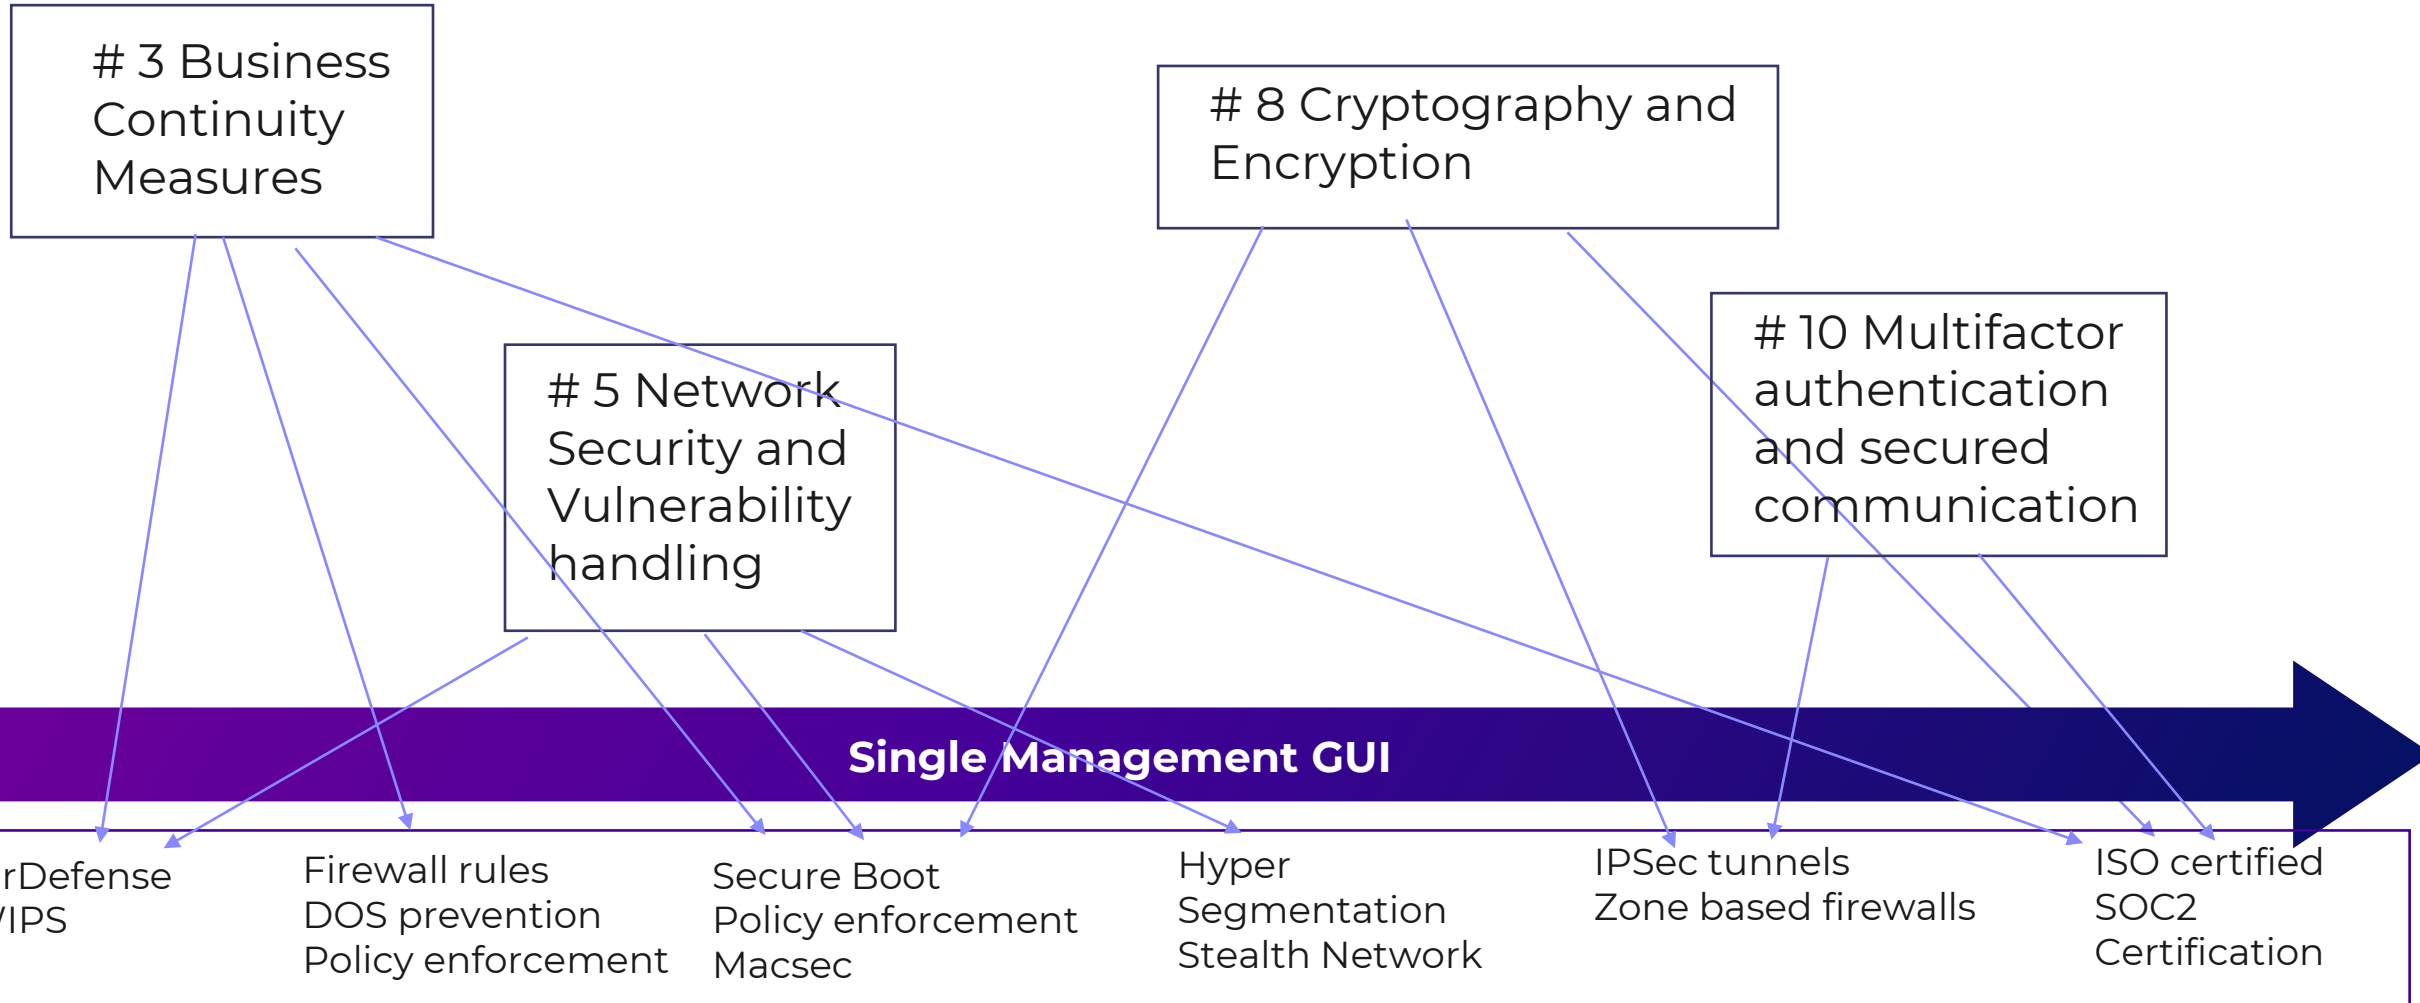 # 3 Business
Continuity
Measures
# 8 Cryptography and
Encryption
# 10 Multifactor
authentication
and secured
communication
# 5 Network
Security and
Vulnerability
handling
Single Management GUI
rDefense
IPS
Firewall rules
DOS prevention
Policy enforcement
Secure Boot
Policy enforcement
Macsec
Hyper
Segmentation
Stealth Network
IPSec tunnels
Zone based firewalls
ISO certified
SOC2
Certification